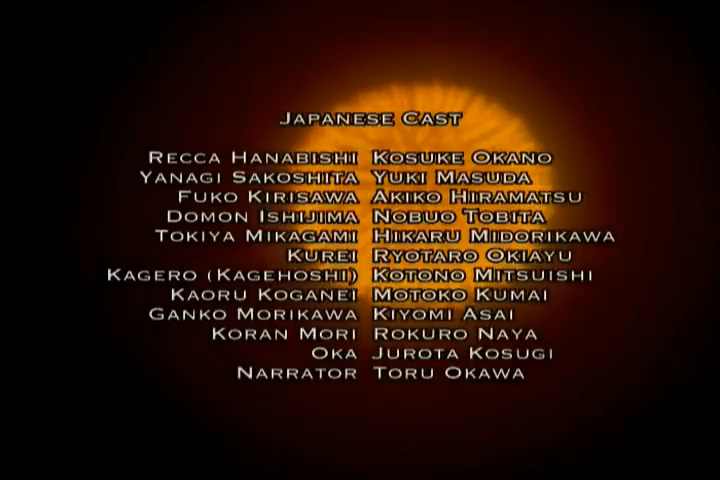 Japanese Cast
Recca Hanabishi Kosuke Okano
Yanagi Sakoshita Yuki Masuda
Fuko Kirisawa Akiko Hiramatsu
Domon Ishijima Nobuo Tobita
Tokiya Mikagami Hikaru Midorikawa
Kurei Ryotaro Okiayu
Kagero (Kagehoshi) Kotono Mitsuishi
Kaoru Koganei Motoko Kumai
Ganko Morikawa Kiyomi Asai
Koran Mori Rokuro Naya
Oka Jurota Kosugi
Narrator Toru Okawa